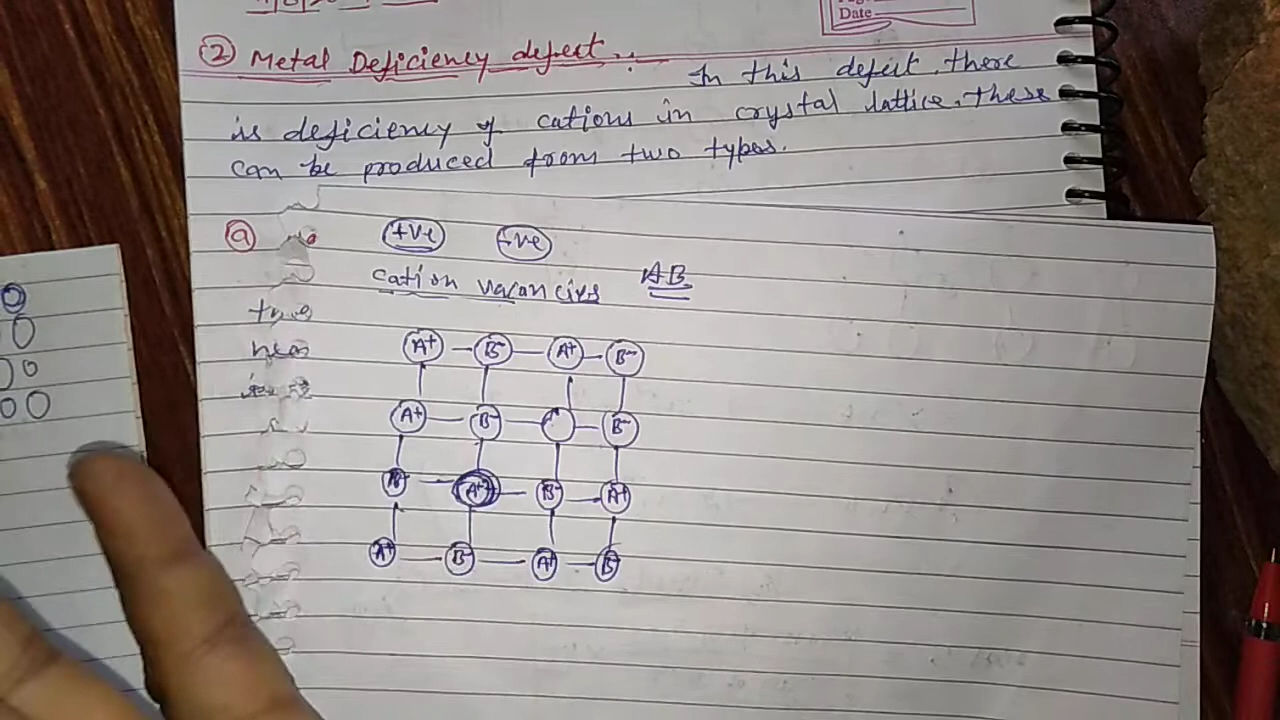 Date
② Metal Deficiency defect..
In this defect, there
is deficiency of cations in crystal lattice. These
can be produced from two types.
ⓐ +ve +ve
cation vacancies AB
A+ B- A+ B-
A+ B- B-
B- A+2 B- A+
A+ B- A+ B-